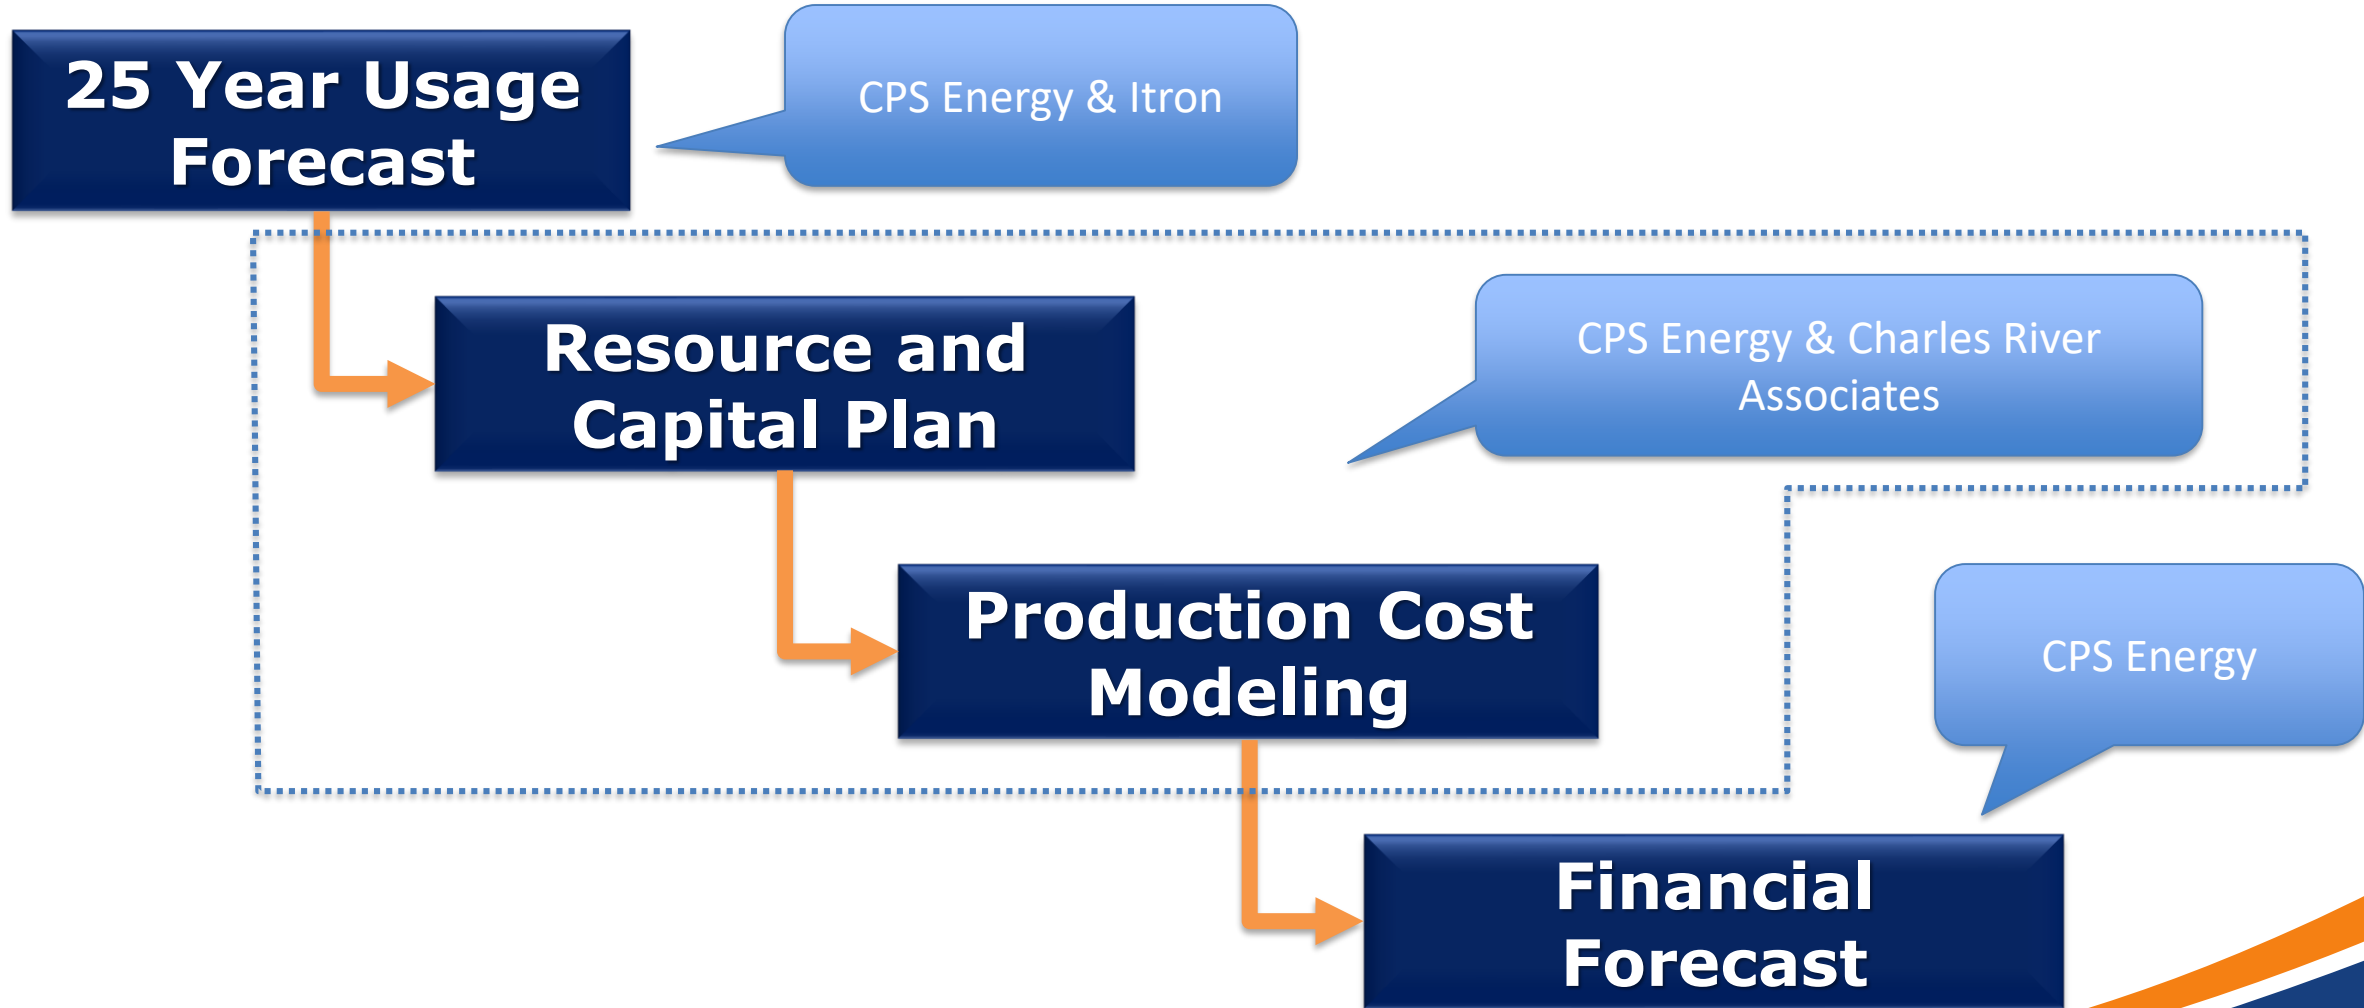 25 Year Usage
Forecast
CPS Energy & Itron
Resource and
Capital Plan
CPS Energy & Charles River
Associates
Production Cost
Modeling
CPS Energy
Financial
Forecast